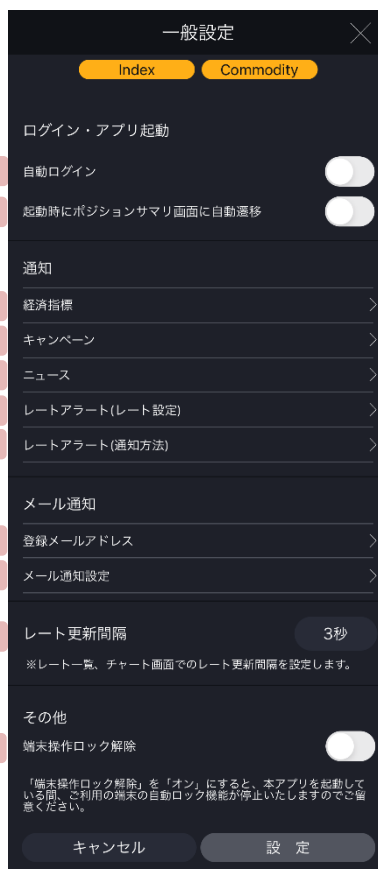 一般設定
Index
Commodity
ログイン・アプリ起動
自動ログイン
起動時にポジションサマリ画面に自動遷移
通知
経済指標
キャンペーン
ニュース
レートアラート(レート設定)
レートアラート(通知方法)
メール通知
登録メールアドレス
メール通知設定
レート更新間隔
3秒
※レート一覧、チャート画面でのレート更新間隔を設定します。
その他
端末操作ロック解除
「端末操作ロック解除」を「オン」にすると、本アプリを起動して
いる間、ご利用の端末の自動ロック機能が停止いたしますのでご留
意ください。
キャンセル
設 定